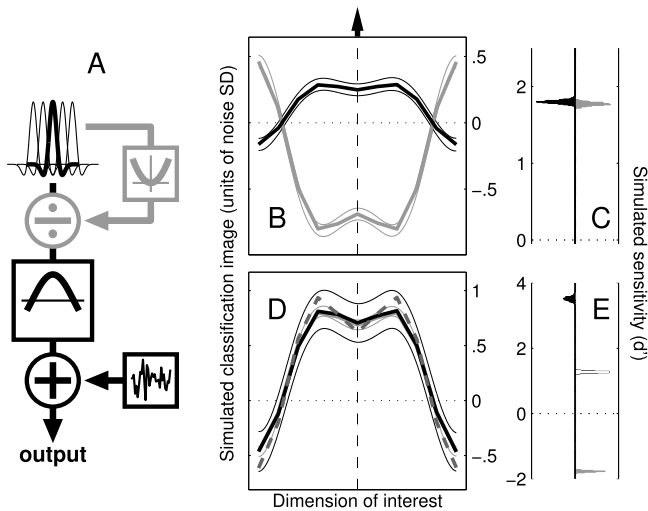 A
output
Simulated classification image (units of noise SD)
B
.5
0
−.5
D
1
.5
0
−.5
Dimension of interest
C
2
1
0
E
4
2
0
−2
Simulated sensitivity (d')